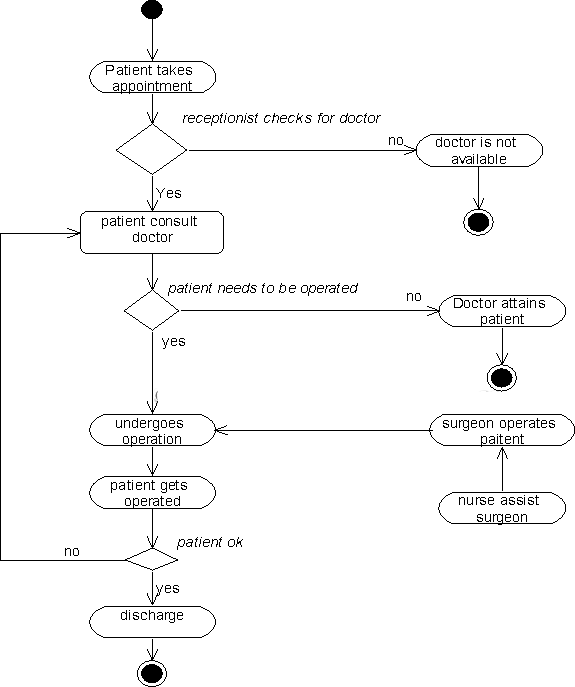 Patient takes
appointment
receptionist checks for doctor
no
doctor is not
available
Yes
patient consult
doctor
patient needs to be operated
no
Doctor attains
patient
yes
undergoes
operation
surgeon operates
paitent
patient gets
operated
nurse assist
surgeon
patient ok
no
yes
discharge